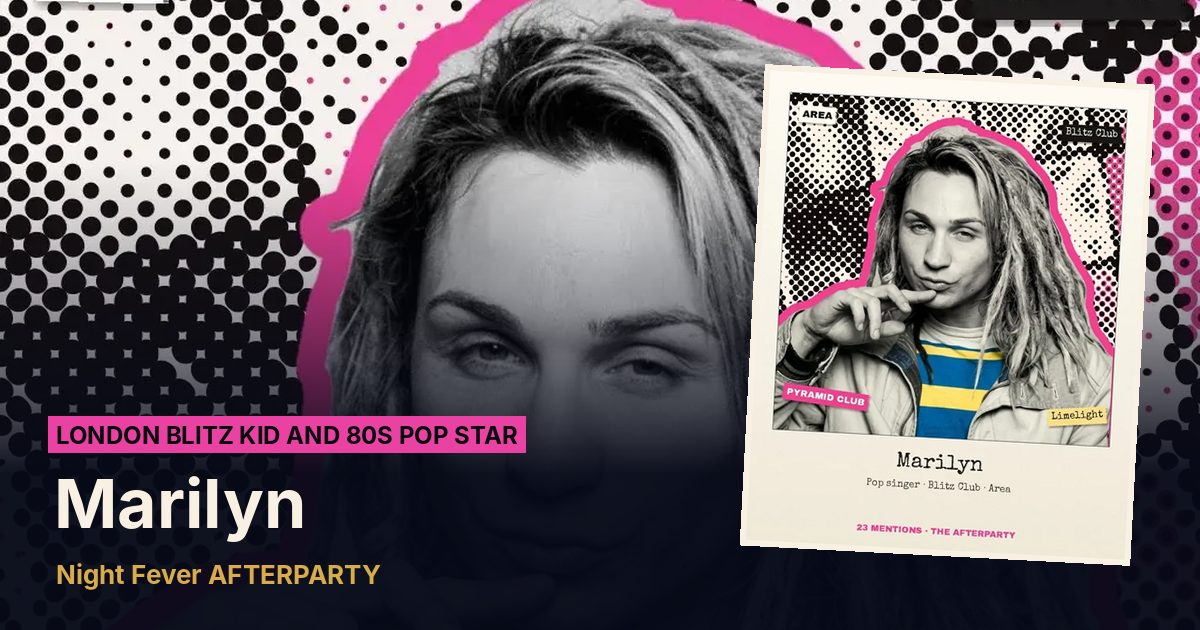 LONDON BLITZ KID AND 80S POP STAR
Marilyn
Night Fever AFTERPARTY
AREA
Blitz Club
PYRAMID CLUB
Limelight
Marilyn
Pop singer · Blitz Club · Area
23 MENTIONS · THE AFTERPARTY